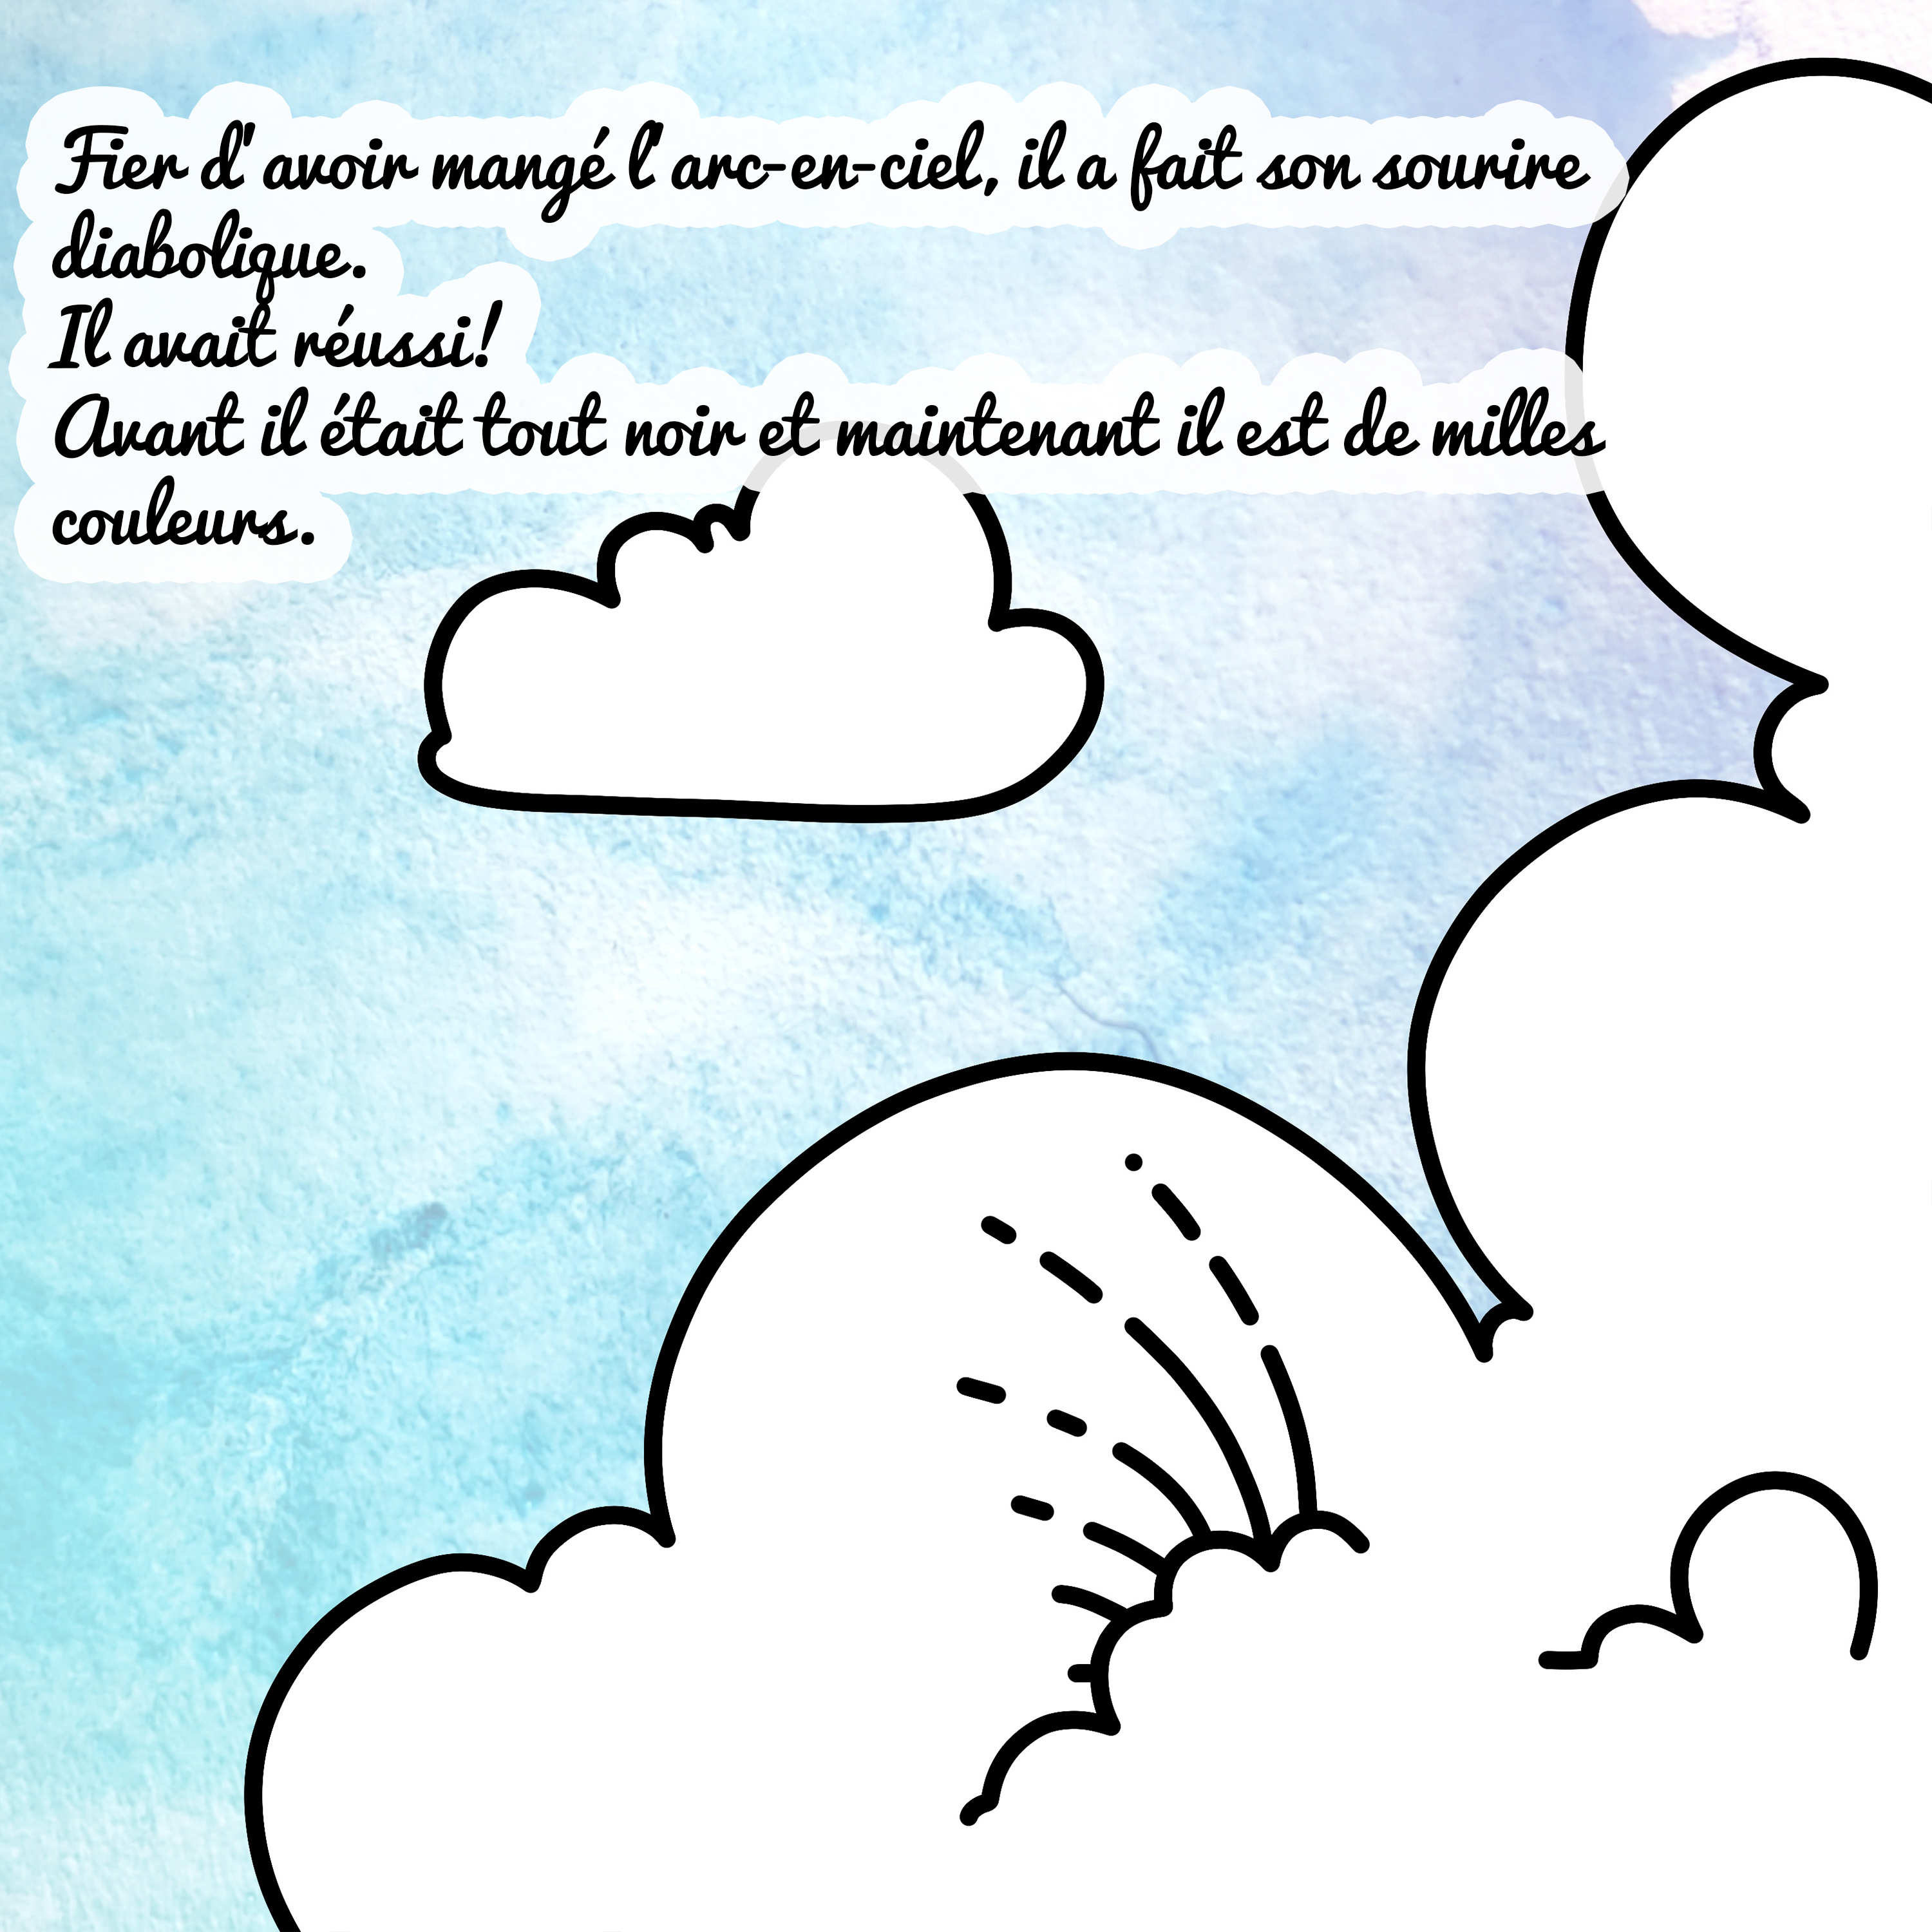 Fier d'avoir mangé l'arc-en-ciel, il a fait son sourire
diabolique.
Il avait réussi!
Avant il était tout noir et maintenant il est de milles
couleurs.